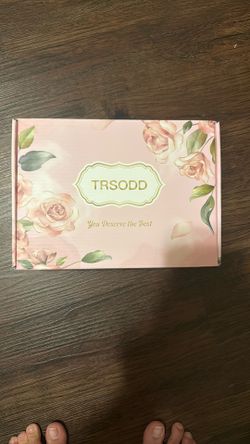 TRSODD
You Deserve the Best